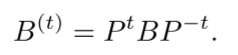 B^{(t)} = P^t B P^{-t}.